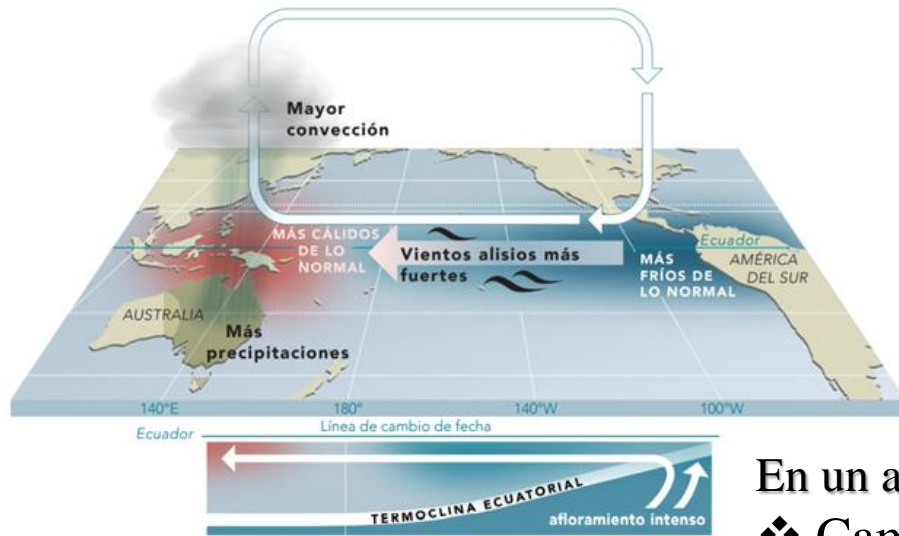 Mayor
convección
MÁS CÁLIDOS
DE LO
NORMAL
Vientos alisios más
fuertes
MÁS
FRÍOS DE
LO NORMAL
Ecuador
AMÉRICA
DEL SUR
AUSTRALIA
Más
precipitaciones
140°E 180° 140°W 100°W
Ecuador
Línea de cambio de fecha
TERMOCLINA ECUATORIAL
afloramiento intenso
En un a